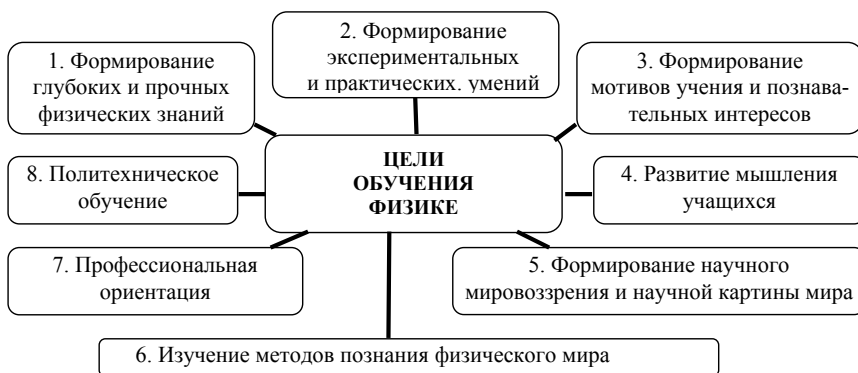 1. Формирование
глубоких и прочных
физических знаний
2. Формирование
экспериментальных
и практических. умений
3. Формирование
мотивов учения и познава-
тельных интересов
ЦЕЛИ
ОБУЧЕНИЯ
ФИЗИКЕ
8. Политехническое
обучение
4. Развитие мышления
учащихся
7. Профессиональная
ориентация
5. Формирование научного
мировоззрения и научной картины мира
6. Изучение методов познания физического мира